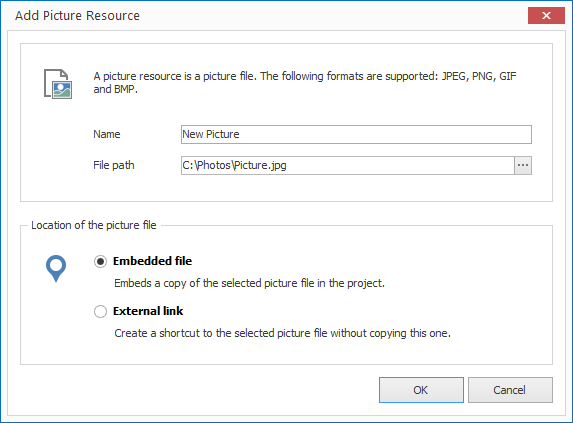 Add Picture Resource
A picture resource is a picture file. The following formats are supported: JPEG, PNG, GIF
and BMP.
Name
New Picture
File path
C:\Photos\Picture.jpg
...
Location of the picture file
Embedded file
Embeds a copy of the selected picture file in the project.
External link
Create a shortcut to the selected picture file without copying this one.
OK
Cancel